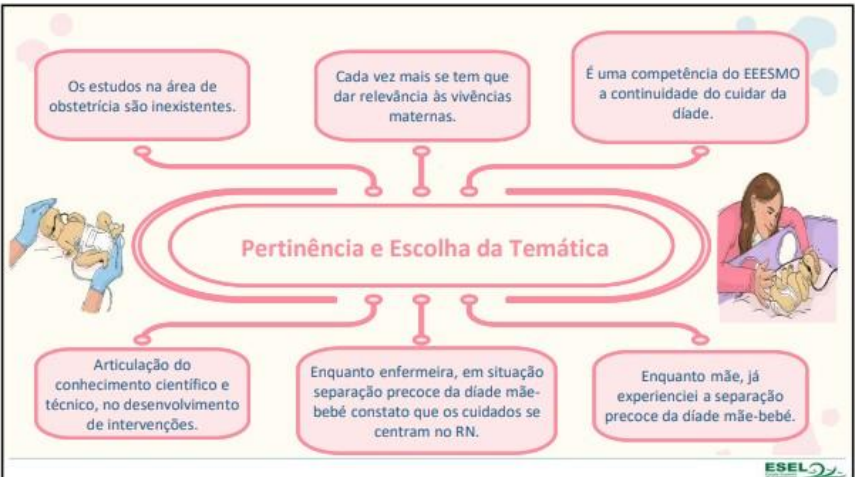 Os estudos na área de
obstetrícia são inexistentes.
Cada vez mais se tem que
dar relevância às vivências
maternas.
É uma competência do EEESMO
a continuidade do cuidar da
díade.
Pertinência e Escolha da Temática
Articulação do
conhecimento científico e
técnico, no desenvolvimento
de intervenções.
Enquanto enfermeira, em situação
separação precoce da díade mãe-
bebé constato que os cuidados se
centram no RN.
Enquanto mãe, já
experienciei a separação
precoce da díade mãe-bebé.
ESEL